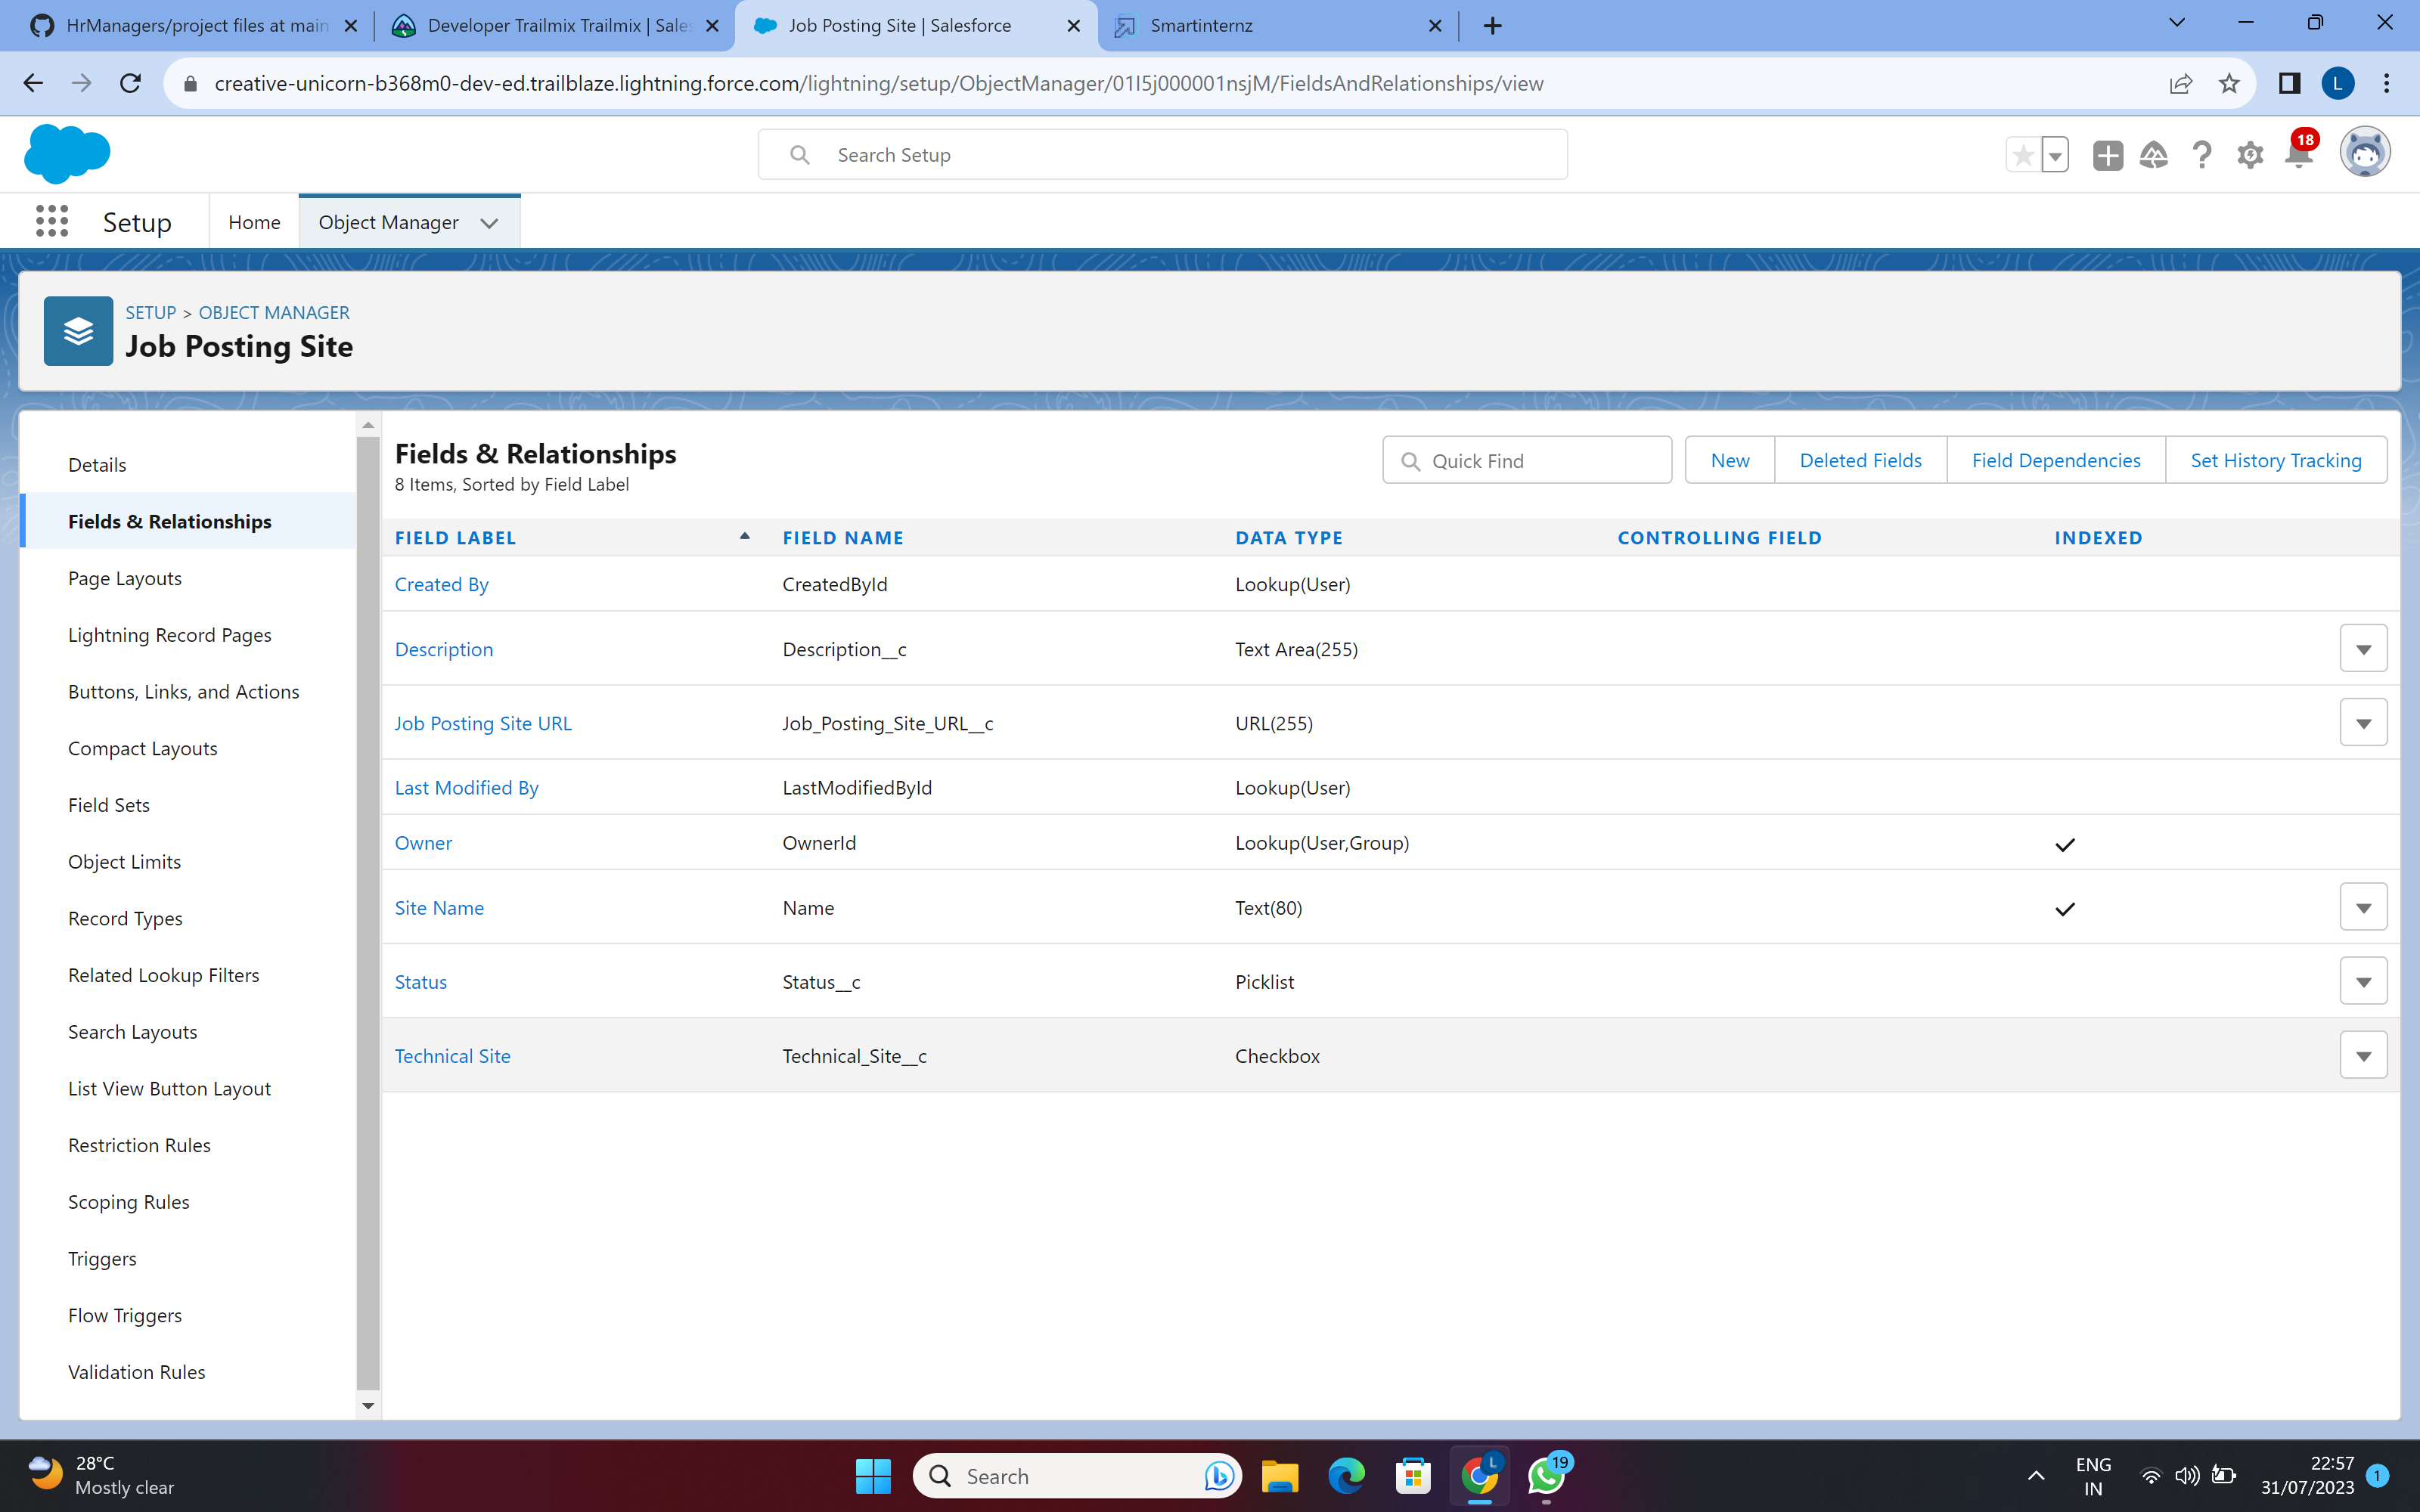 HrManagers/project files at main
Developer Trailmix Trailmix | Sales
Job Posting Site | Salesforce
Smartinternz
creative-unicorn-b368m0-dev-ed.trailblaze.lightning.force.com/lightning/setup/ObjectManager/01I5j000001nsjM/FieldsAndRelationships/view
L
Search Setup
18
Setup
Home
Object Manager
SETUP > OBJECT MANAGER
Job Posting Site
Details
Fields & Relationships
Page Layouts
Lightning Record Pages
Buttons, Links, and Actions
Compact Layouts
Field Sets
Object Limits
Record Types
Related Lookup Filters
Search Layouts
List View Button Layout
Restriction Rules
Scoping Rules
Triggers
Flow Triggers
Validation Rules
Fields & Relationships
8 Items, Sorted by Field Label
Quick Find
New
Deleted Fields
Field Dependencies
Set History Tracking
FIELD LABEL FIELD NAME DATA TYPE CONTROLLING FIELD INDEXED
Created By CreatedById Lookup(User)
Description Description__c Text Area(255)
Job Posting Site URL Job_Posting_Site_URL__c URL(255)
Last Modified By LastModifiedById Lookup(User)
Owner OwnerId Lookup(User,Group)
Site Name Name Text(80)
Status Status__c Picklist
Technical Site Technical_Site__c Checkbox
28°C
Mostly clear
Search
L
19
ENG
IN
22:57
31/07/2023
1